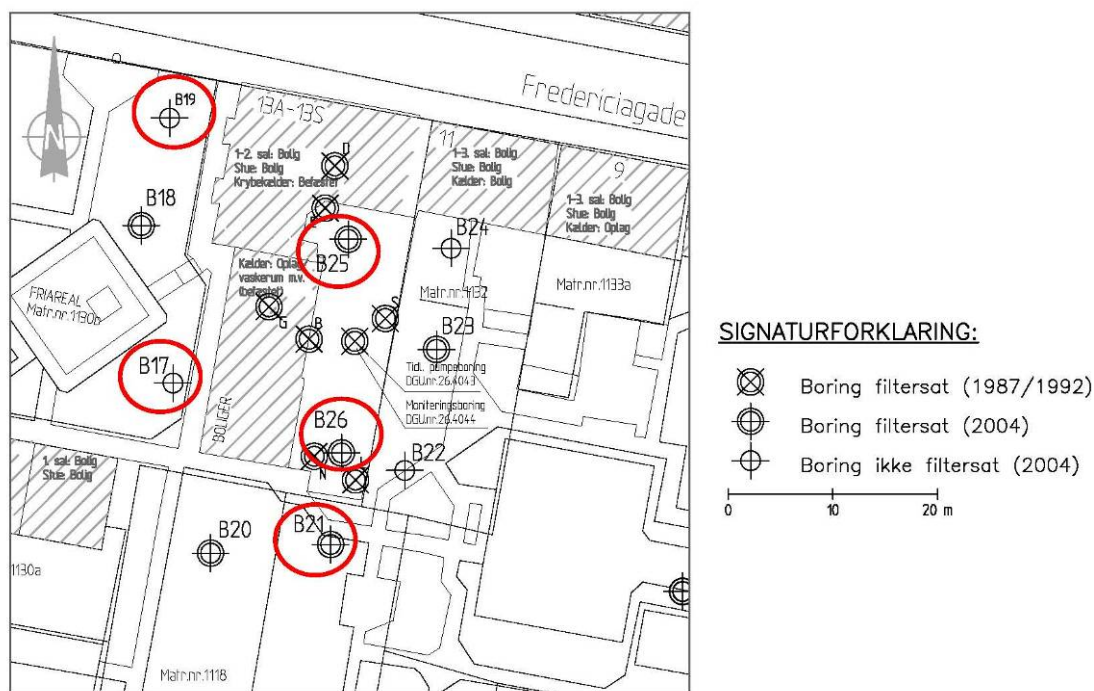 Fredericiagade
B19
13A-13S
11
9
1-2. sal: Bolig
Stue: Bolig
Krybekælder: Befæstet
1-3. sal: Bolig
Stue: Bolig
Kælder: Bolig
1-3. sal: Bolig
Stue: Bolig
Kælder: Oplag
N
D
B18
B24
B25
Kælder: Oplag
vaskerum m.v.
(befæstet)
Matr.nr.1132
Matr.nr.1133a
FRIAREAL
Matr.nr.1130b
G
B
S
B23
B17
Tidl. pumpeboring
DGU.nr.26.4043
Moniteringsboring
DGU.nr.26.4044
BOLIGER
B26
N
B22
1. sal: Bolig
Stue: Bolig
B21
B20
1130a
Matr.nr.1118
SIGNATURFORKLARING:
Boring filtersat (1987/1992)
Boring filtersat (2004)
Boring ikke filtersat (2004)
0 10 20 m